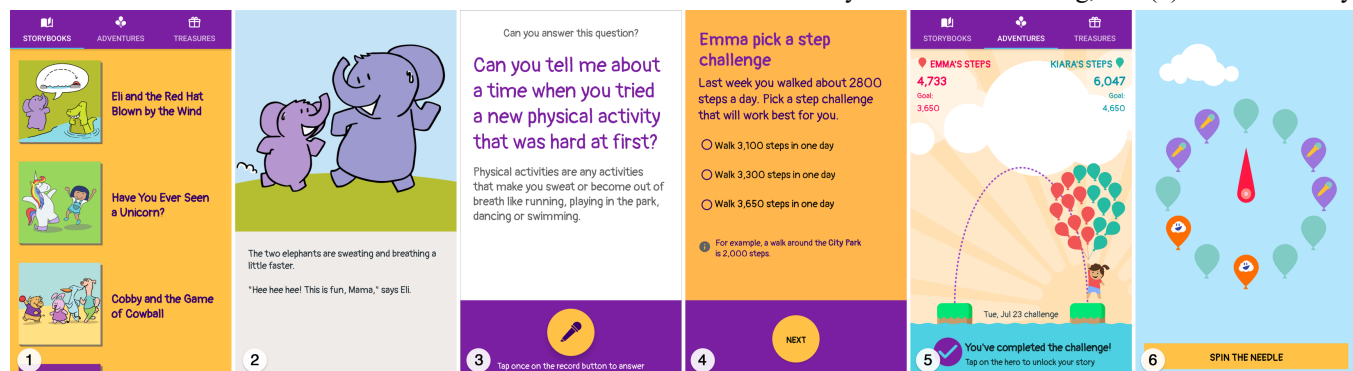 STORYBOOKS
ADVENTURES
TREASURES
Eli and the Red Hat
Blown by the Wind
Have You Ever Seen
a Unicorn?
Cobby and the Game
of Cowball
1
The two elephants are sweating and breathing a
little faster.
"Hee hee hee! This is fun, Mama," says Eli.
2
Can you answer this question?
Can you tell me about
a time when you tried
a new physical activity
that was hard at first?
Physical activities are any activities
that make you sweat or become out of
breath like running, playing in the park,
dancing or swimming.
3
Tap once on the record button to answer
Emma pick a step
challenge
Last week you walked about 2800
steps a day. Pick a step challenge
that will work best for you.
Walk 3,100 steps in one day
Walk 3,300 steps in one day
Walk 3,650 steps in one day
For example, a walk around the City Park
is 2,000 steps.
4
NEXT
STORYBOOKS
ADVENTURES
TREASURES
EMMA'S STEPS
4,733
Goal:
3,650
KIARA'S STEPS
6,047
Goal:
4,650
Tue, Jul 23 challenge
5
You've completed the challenge!
Tap on the hero to unlock your story
6
SPIN THE NEEDLE